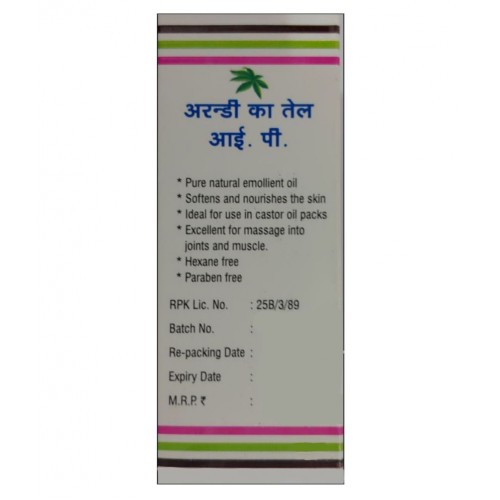 अरन्डी का तेल
आई. पी.
* Pure natural emollient oil
* Softens and nourishes the skin
* Ideal for use in castor oil packs
* Excellent for massage into
joints and muscle.
* Hexane free
* Paraben free
RPK Lic. No. : 25B/3/89
Batch No. :
Re-packing Date :
Expiry Date :
M.R.P. ₹ :